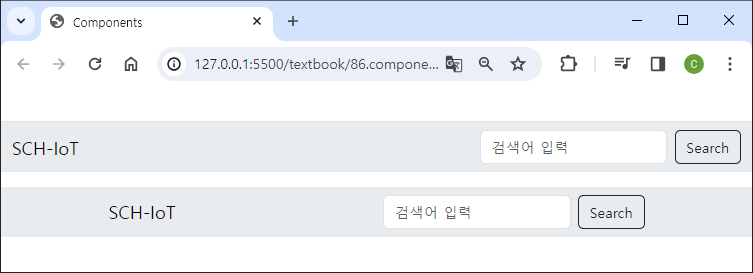 Components
127.0.0.1:5500/textbook/86.compone...
C
SCH-IoT 검색어 입력 Search
SCH-IoT 검색어 입력 Search